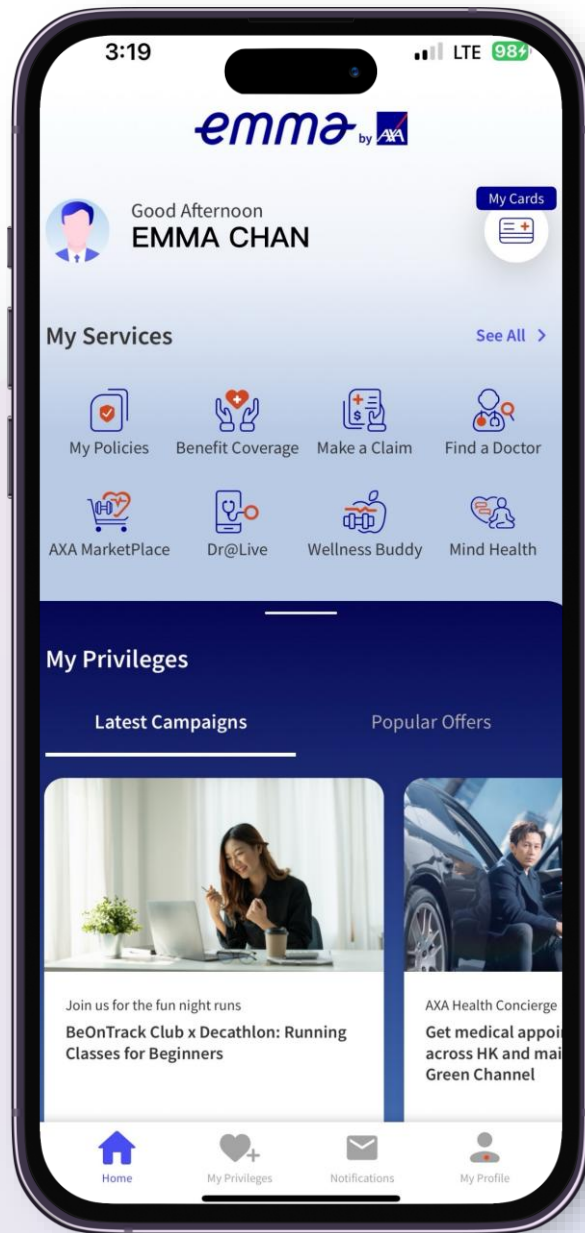 3:19
LTE 98
emma by AXA
My Cards
Good Afternoon
EMMA CHAN
My Services
See All >
My Policies
Benefit Coverage
Make a Claim
Find a Doctor
AXA MarketPlace
Dr@Live
Wellness Buddy
Mind Health
My Privileges
Latest Campaigns
Popular Offers
Join us for the fun night runs
BeOnTrack Club x Decathlon: Running
Classes for Beginners
AXA Health Concierge
Get medical appoi
across HK and mai
Green Channel
Home
My Privileges
Notifications
My Profile